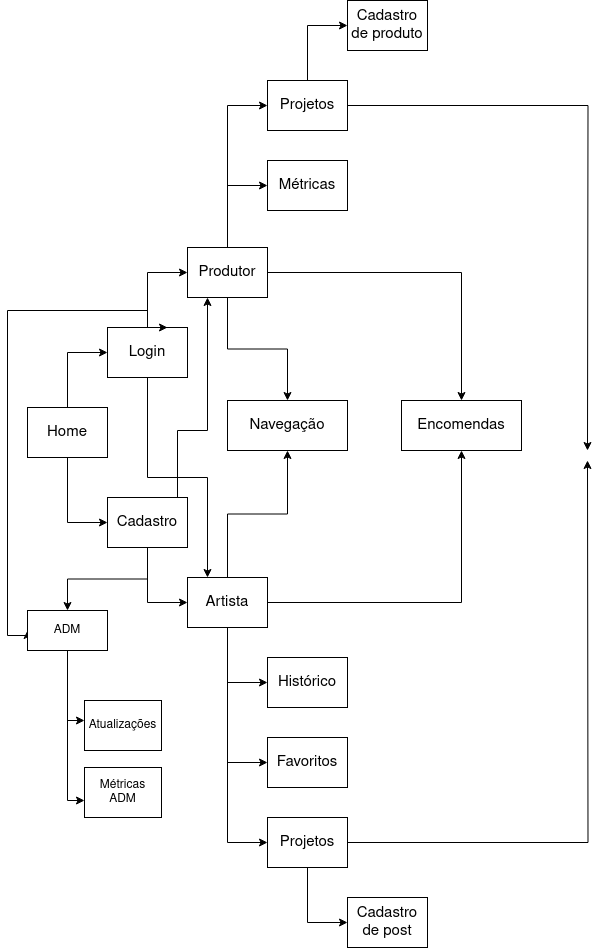 Cadastro
de produto
Projetos
Métricas
Produtor
Login
Home
Navegação
Encomendas
Cadastro
Artista
ADM
Histórico
Atualizações
Favoritos
Métricas
ADM
Projetos
Cadastro
de post